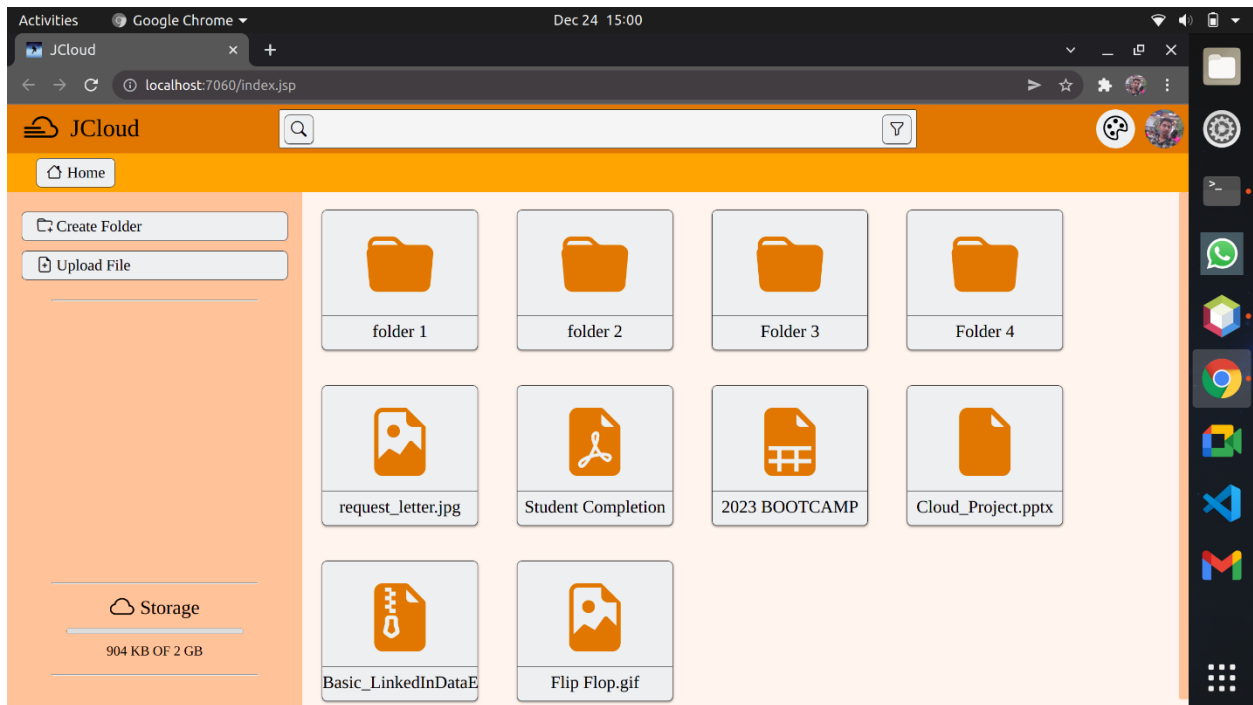 Activities Google Chrome Dec 24 15:00
JCloud
localhost:7060/index.jsp
JCloud
Home
Create Folder
Upload File
folder 1 folder 2 Folder 3 Folder 4
request_letter.jpg Student Completion 2023 BOOTCAMP Cloud_Project.pptx
Storage
904 KB OF 2 GB
Basic_LinkedInDataE Flip Flop.gif